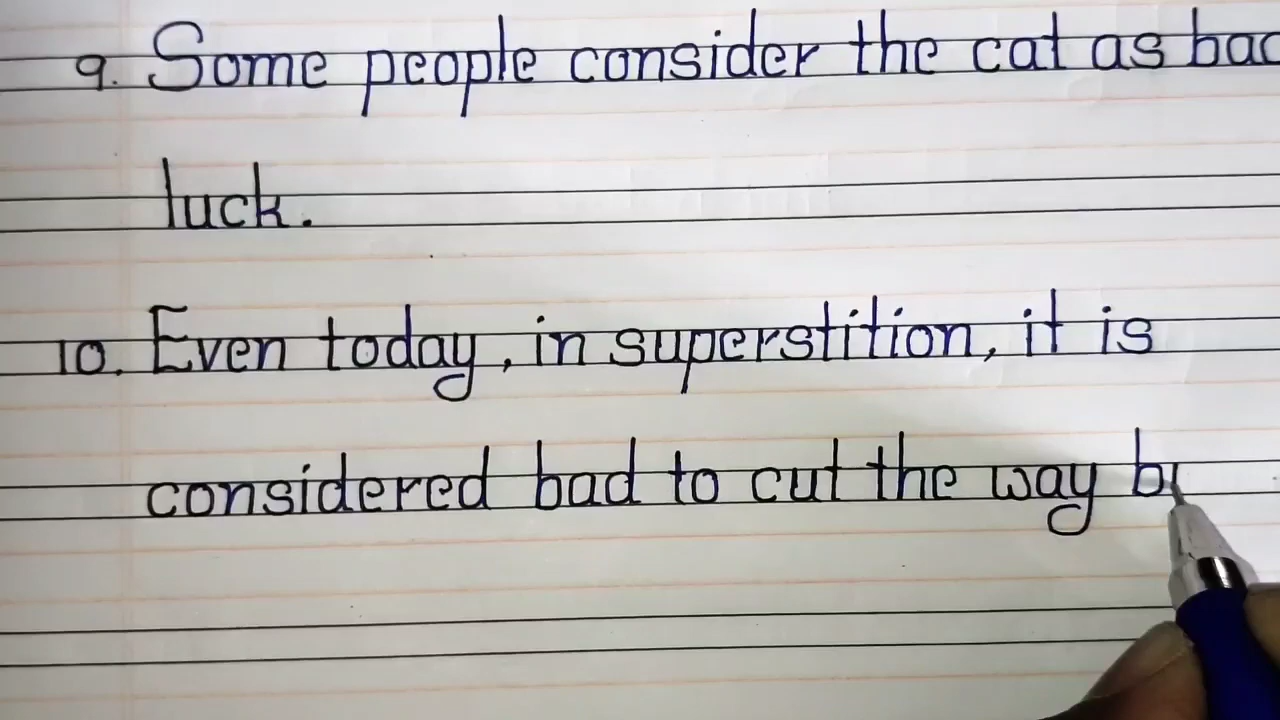 9. Some people consider the cat as bad
luck.
10. Even today, in superstition, it is
considered bad to cut the way